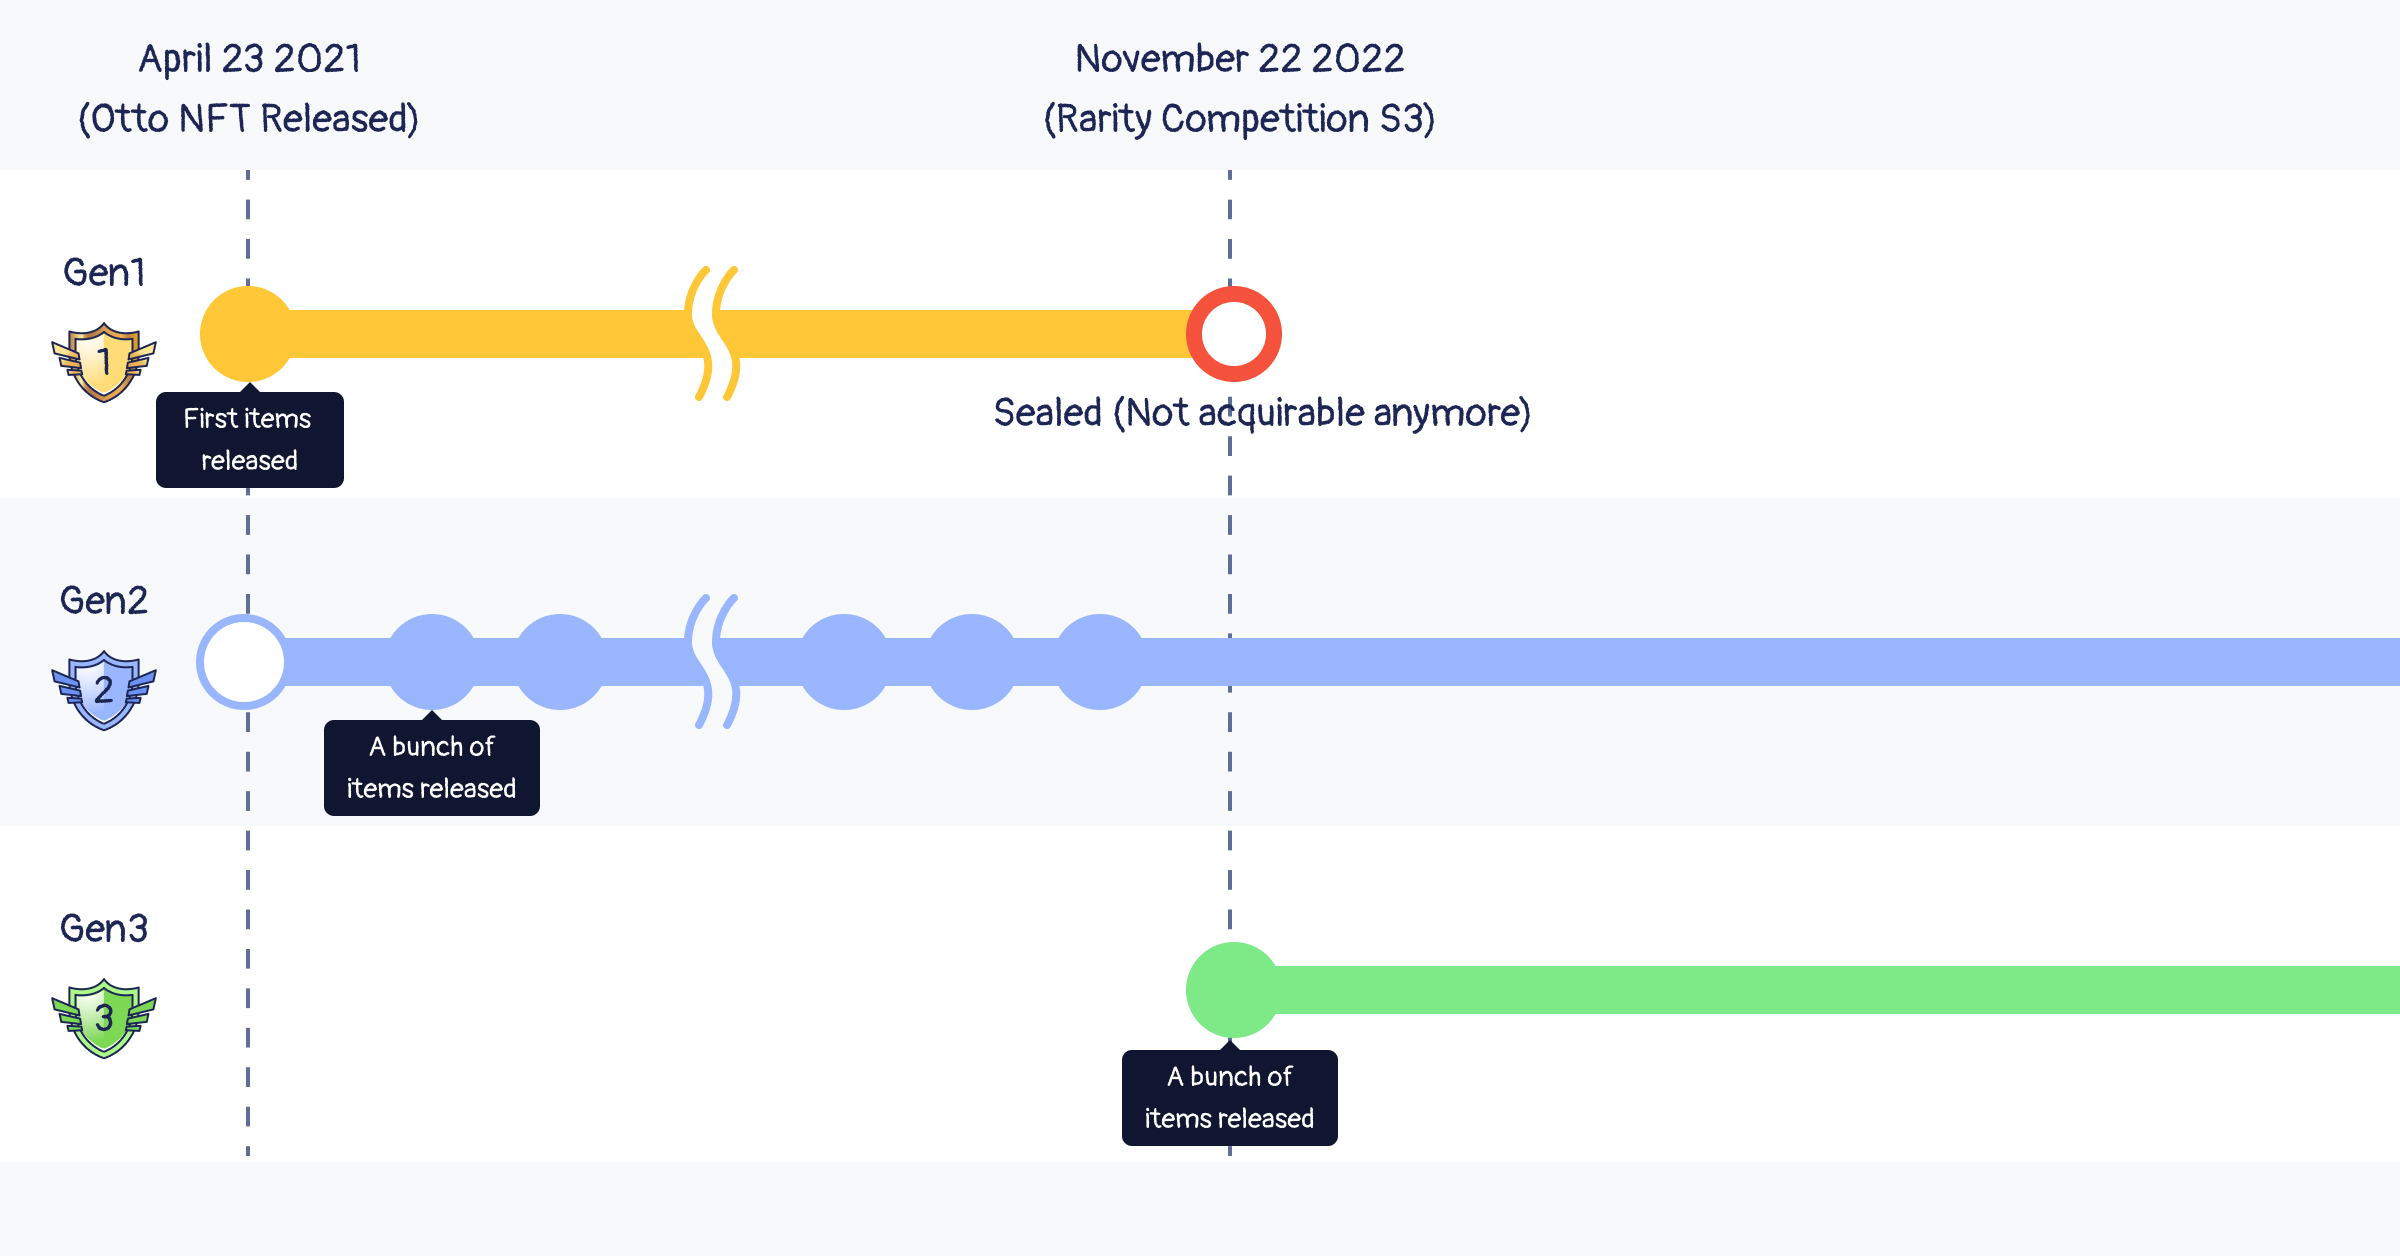 April 23 2021
(Otto NFT Released)
November 22 2022
(Rarity Competition S3)
Gen1
1
First items
released
Sealed (Not acquirable anymore)
Gen2
2
A bunch of
items released
Gen3
3
A bunch of
items released